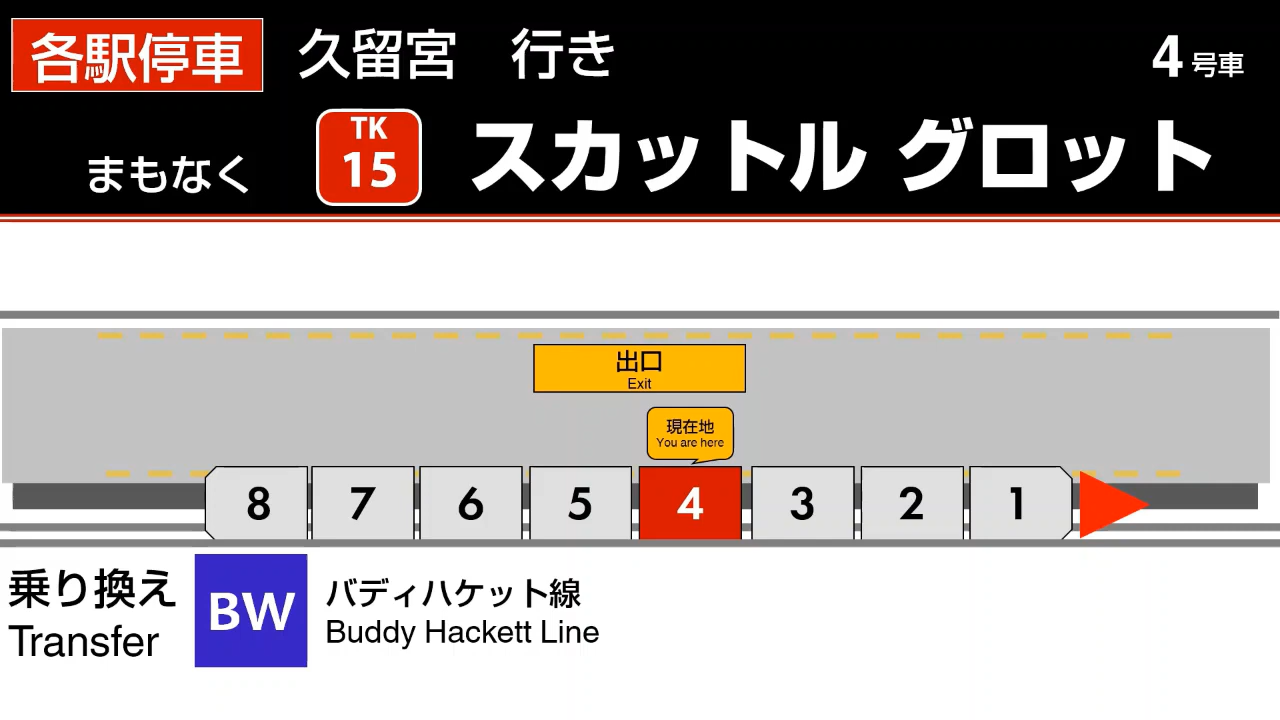 各駅停車 久留宮 行き 4号車
まもなく TK 15 スカットル グロット
出口
Exit
現在地
You are here
8 7 6 5 4 3 2 1
乗り換え
Transfer
BW
バディハケット線
Buddy Hackett Line